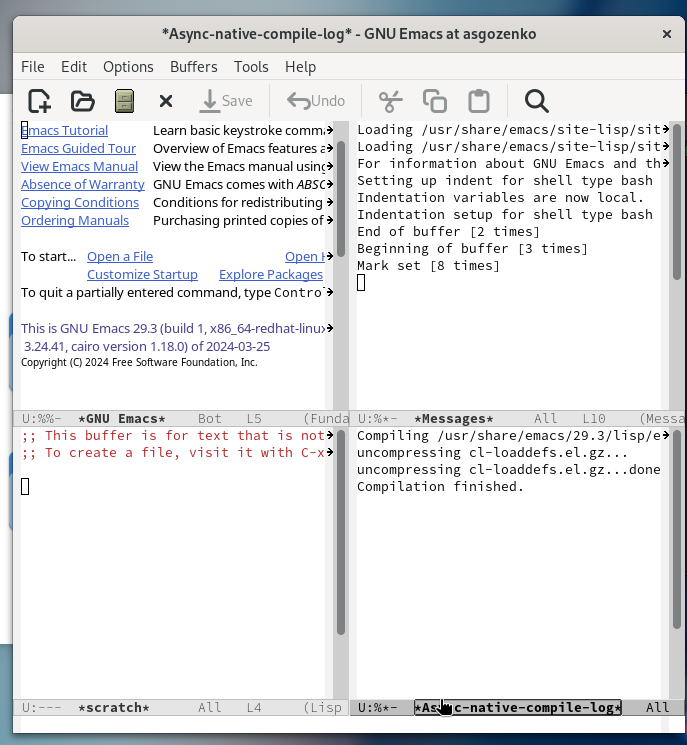 *Async-native-compile-log* - GNU Emacs at asgozenko
File Edit Options Buffers Tools Help
Save Undo
Emacs Tutorial Learn basic keystroke comm
Emacs Guided Tour Overview of Emacs features a
View Emacs Manual View the Emacs manual using
Absence of Warranty GNU Emacs comes with ABSO
Copying Conditions Conditions for redistributing
Ordering Manuals Purchasing printed copies of
To start... Open a File Open H
Customize Startup Explore Packages
To quit a partially entered command, type Contro
This is GNU Emacs 29.3 (build 1, x86_64-redhat-linux
3.24.41, cairo version 1.18.0) of 2024-03-25
Copyright (C) 2024 Free Software Foundation, Inc.
U:%%- *GNU Emacs* Bot L5 (Funda
Loading /usr/share/emacs/site-lisp/sit
Loading /usr/share/emacs/site-lisp/sit
For information about GNU Emacs and th
Setting up indent for shell type bash
Indentation variables are now local.
Indentation setup for shell type bash
End of buffer [2 times]
Beginning of buffer [3 times]
Mark set [8 times]
U:%*- *Messages* All L10 (Messa
;; This buffer is for text that is not
;; To create a file, visit it with C-x
U:--- *scratch* All L4 (Lisp
Compiling /usr/share/emacs/29.3/lisp/e
uncompressing cl-loaddefs.el.gz...
uncompressing cl-loaddefs.el.gz...done
Compilation finished.
U:%*- *Async-native-compile-log* All